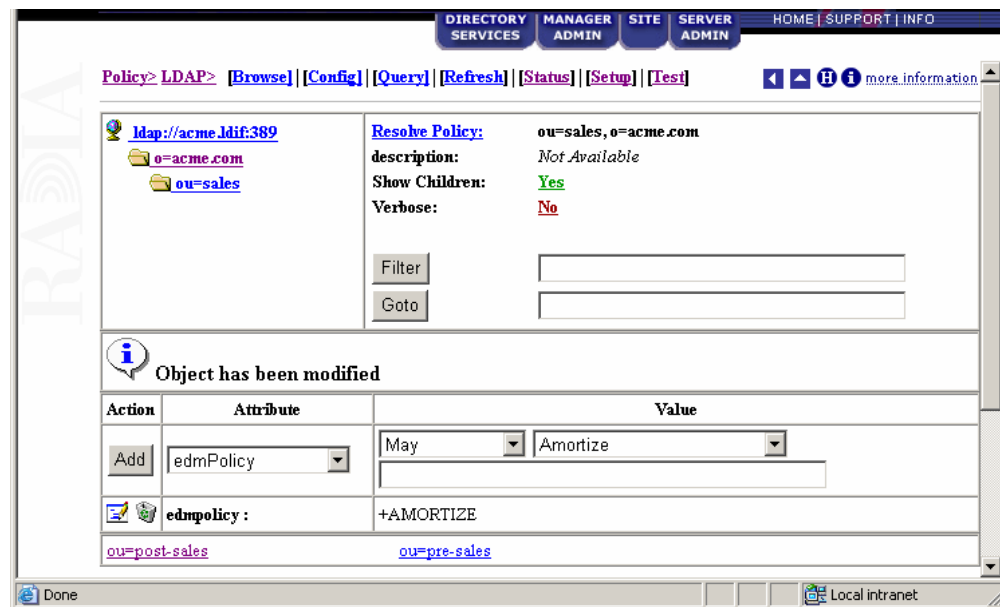 DIRECTORY SERVICES MANAGER ADMIN SITE SERVER ADMIN HOME | SUPPORT | INFO
Policy> LDAP> [Browse] | [Config] | [Query] | [Refresh] | [Status] | [Setup] | [Test] H i more information
RADIA
ldap://acme.ldif:389
o=acme.com
ou=sales
Resolve Policy: ou=sales, o=acme.com
description: Not Available
Show Children: Yes
Verbose: No
Filter
Goto
i Object has been modified
Action Attribute Value
Add edmPolicy May Amortize
edmpolicy : +AMORTIZE
ou=post-sales ou=pre-sales
Done Local intranet